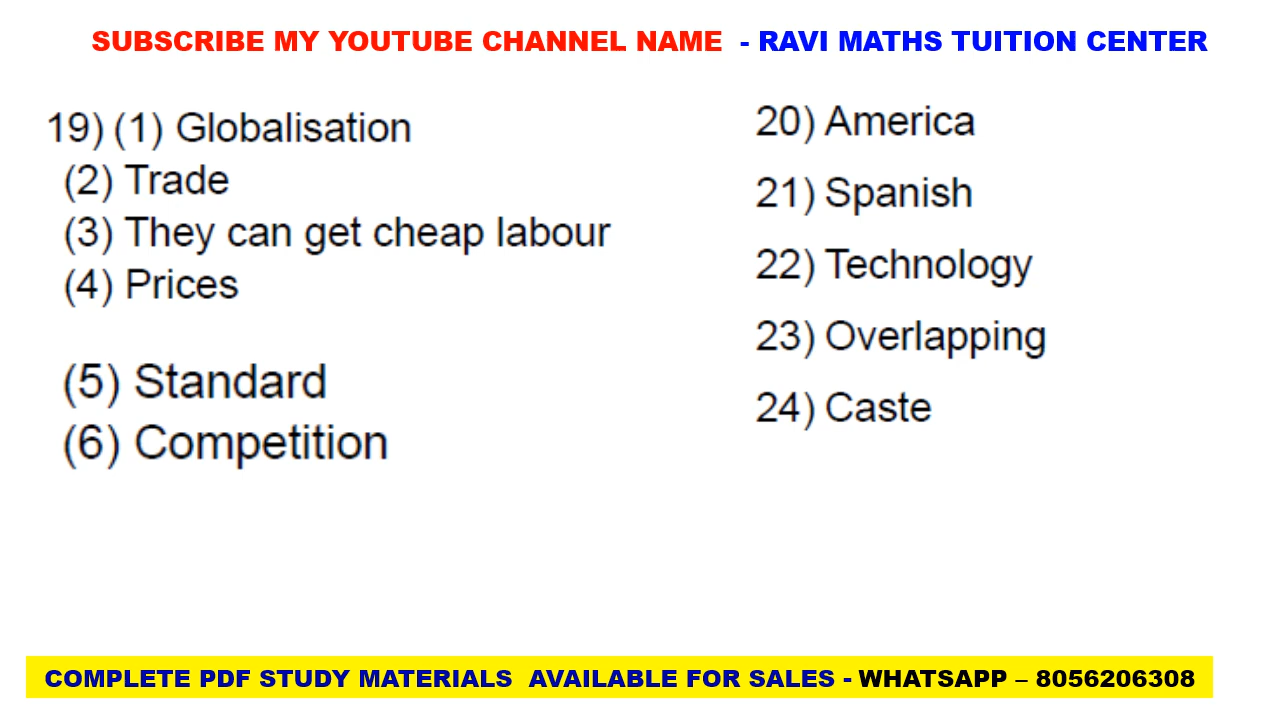 SUBSCRIBE MY YOUTUBE CHANNEL NAME - RAVI MATHS TUITION CENTER
19) (1) Globalisation
(2) Trade
(3) They can get cheap labour
(4) Prices
(5) Standard
(6) Competition
20) America
21) Spanish
22) Technology
23) Overlapping
24) Caste
COMPLETE PDF STUDY MATERIALS AVAILABLE FOR SALES - WHATSAPP – 8056206308